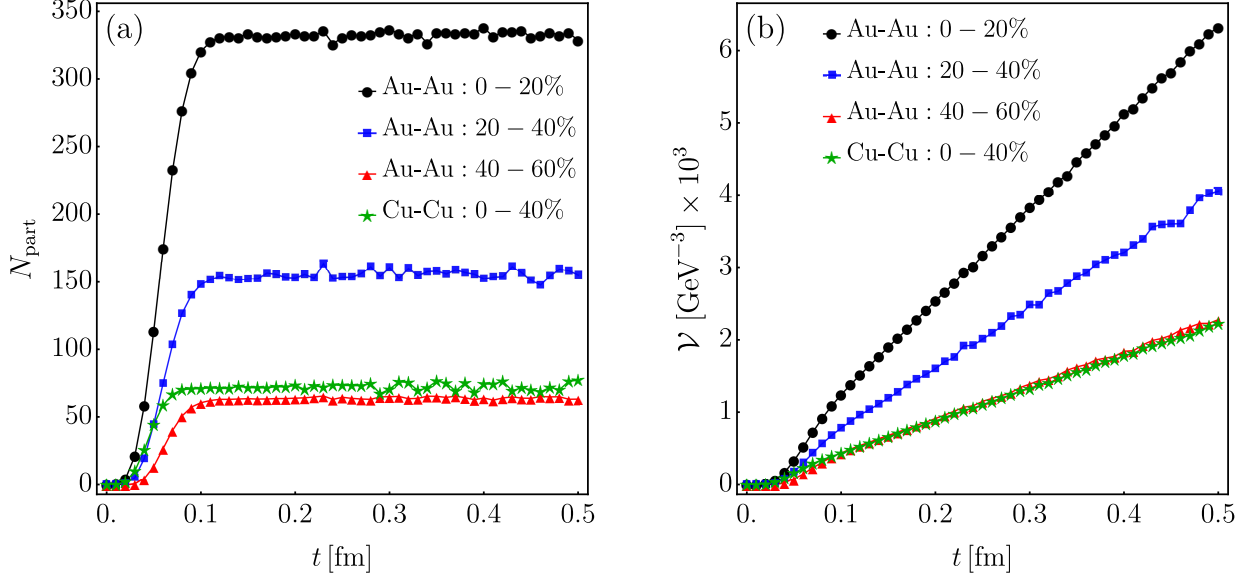 (a)
350
300
250
200
150
100
50
0
N_part
Au-Au : 0 − 20%
Au-Au : 20 − 40%
Au-Au : 40 − 60%
Cu-Cu : 0 − 40%
0. 0.1 0.2 0.3 0.4 0.5
t [fm]
(b)
6
5
4
3
2
1
0
𝒱 [GeV⁻³] × 10³
Au-Au : 0 − 20%
Au-Au : 20 − 40%
Au-Au : 40 − 60%
Cu-Cu : 0 − 40%
0. 0.1 0.2 0.3 0.4 0.5
t [fm]